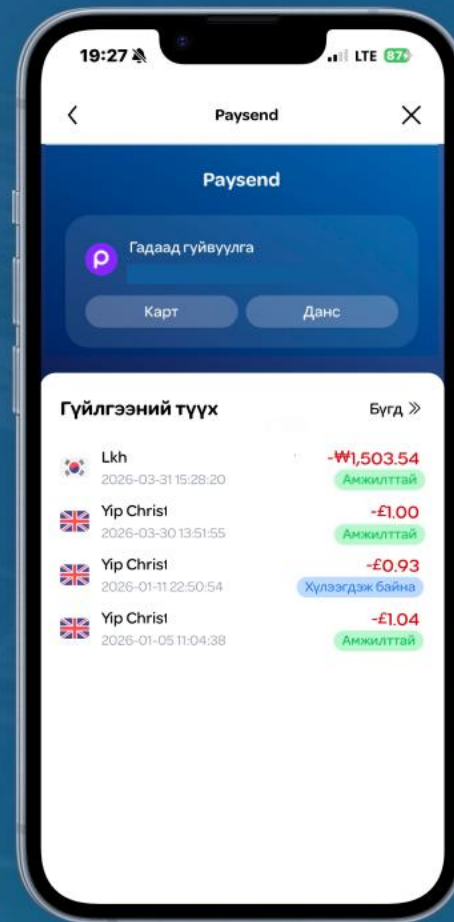 19:27
LTE 87
Paysend
Paysend
Гадаад гуйвуулга
Карт
Данс
Гүйлгээний түүх
Бүгд »
Lkh
-₩1,503.54
2026-03-31 15:28:20
Амжилттай
Yip Christ
-£1.00
2026-03-30 13:51:55
Амжилттай
Yip Christ
-£0.93
2026-01-11 22:50:54
Хүлээгдэж байна
Yip Christ
-£1.04
2026-01-05 11:04:38
Амжилттай